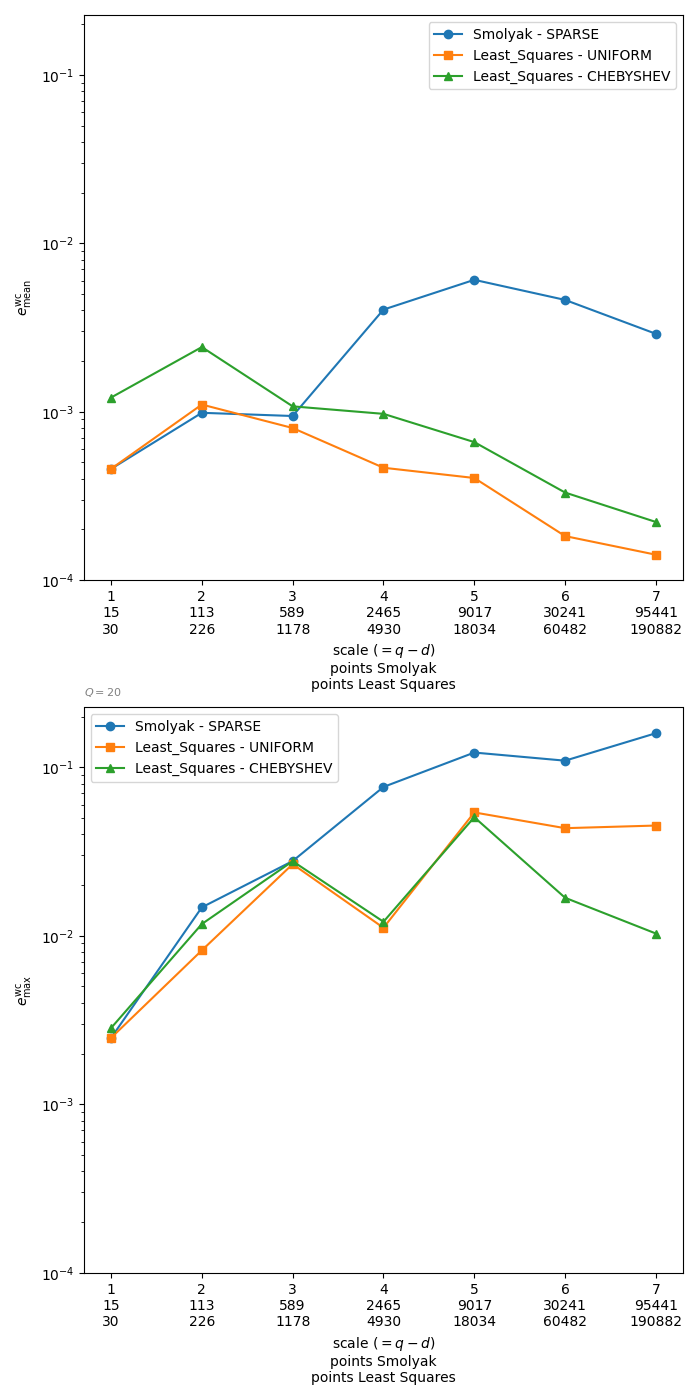 10⁻¹
10⁻²
10⁻³
10⁻⁴
e^wc_mean
Smolyak - SPARSE
Least_Squares - UNIFORM
Least_Squares - CHEBYSHEV
1 2 3 4 5 6 7
15 113 589 2465 9017 30241 95441
30 226 1178 4930 18034 60482 190882
scale (= q − d)
points Smolyak
points Least Squares
Q = 20
10⁻¹
10⁻²
10⁻³
10⁻⁴
e^wc_max
Smolyak - SPARSE
Least_Squares - UNIFORM
Least_Squares - CHEBYSHEV
1 2 3 4 5 6 7
15 113 589 2465 9017 30241 95441
30 226 1178 4930 18034 60482 190882
scale (= q − d)
points Smolyak
points Least Squares